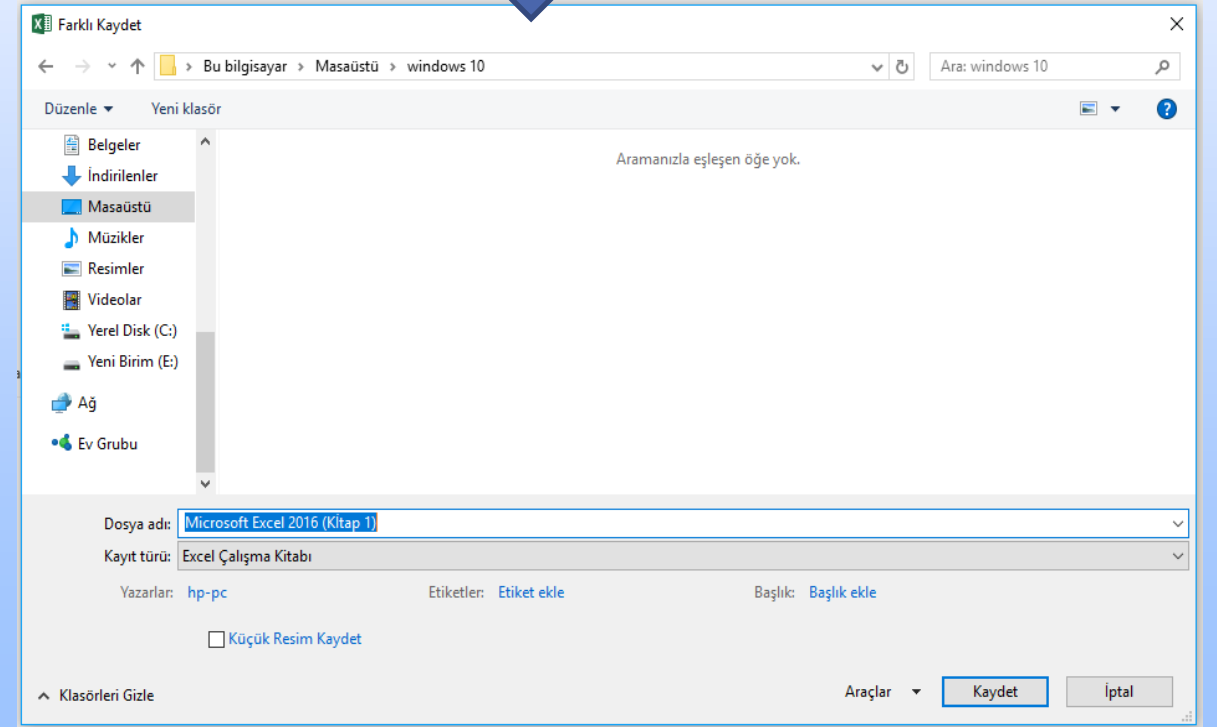 Farklı Kaydet
Bu bilgisayar > Masaüstü > windows 10
Ara: windows 10
Düzenle
Yeni klasör
Belgeler
İndirilenler
Masaüstü
Müzikler
Resimler
Videolar
Yerel Disk (C:)
Yeni Birim (E:)
Ağ
Ev Grubu
Aramanızla eşleşen öğe yok.
Dosya adı: Microsoft Excel 2016 (Kİtap 1)
Kayıt türü: Excel Çalışma Kitabı
Yazarlar: hp-pc
Etiketler: Etiket ekle
Başlık: Başlık ekle
Küçük Resim Kaydet
Klasörleri Gizle
Araçlar
Kaydet
İptal